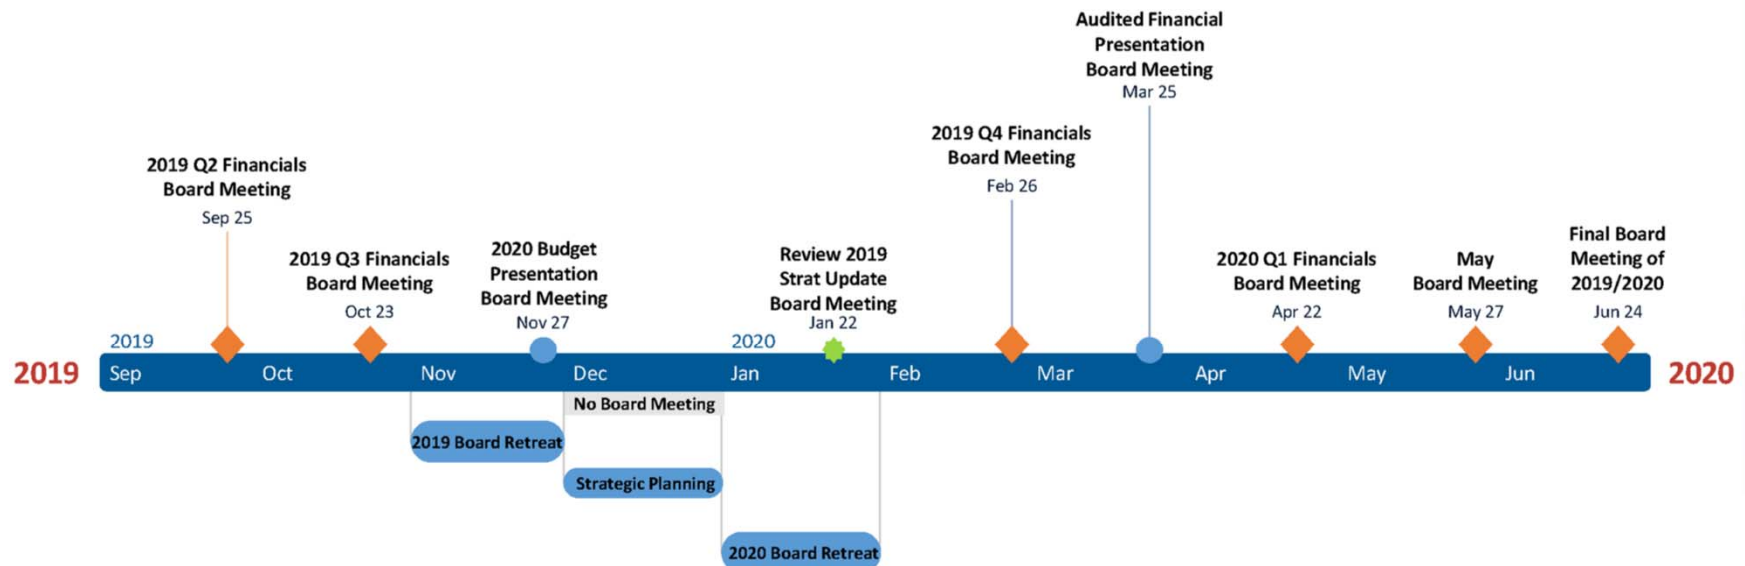 Audited Financial
Presentation
Board Meeting
Mar 25
2019 Q4 Financials
Board Meeting
Feb 26
2019 Q2 Financials
Board Meeting
Sep 25
2019 Q3 Financials
Board Meeting
Oct 23
2020 Budget
Presentation
Board Meeting
Nov 27
Review 2019
Strat Update
Board Meeting
Jan 22
2020 Q1 Financials
Board Meeting
Apr 22
May
Board Meeting
May 27
Final Board
Meeting of
2019/2020
Jun 24
2019 2020
2019 Sep Oct Nov Dec Jan Feb Mar Apr May Jun 2020
No Board Meeting
2019 Board Retreat
Strategic Planning
2020 Board Retreat